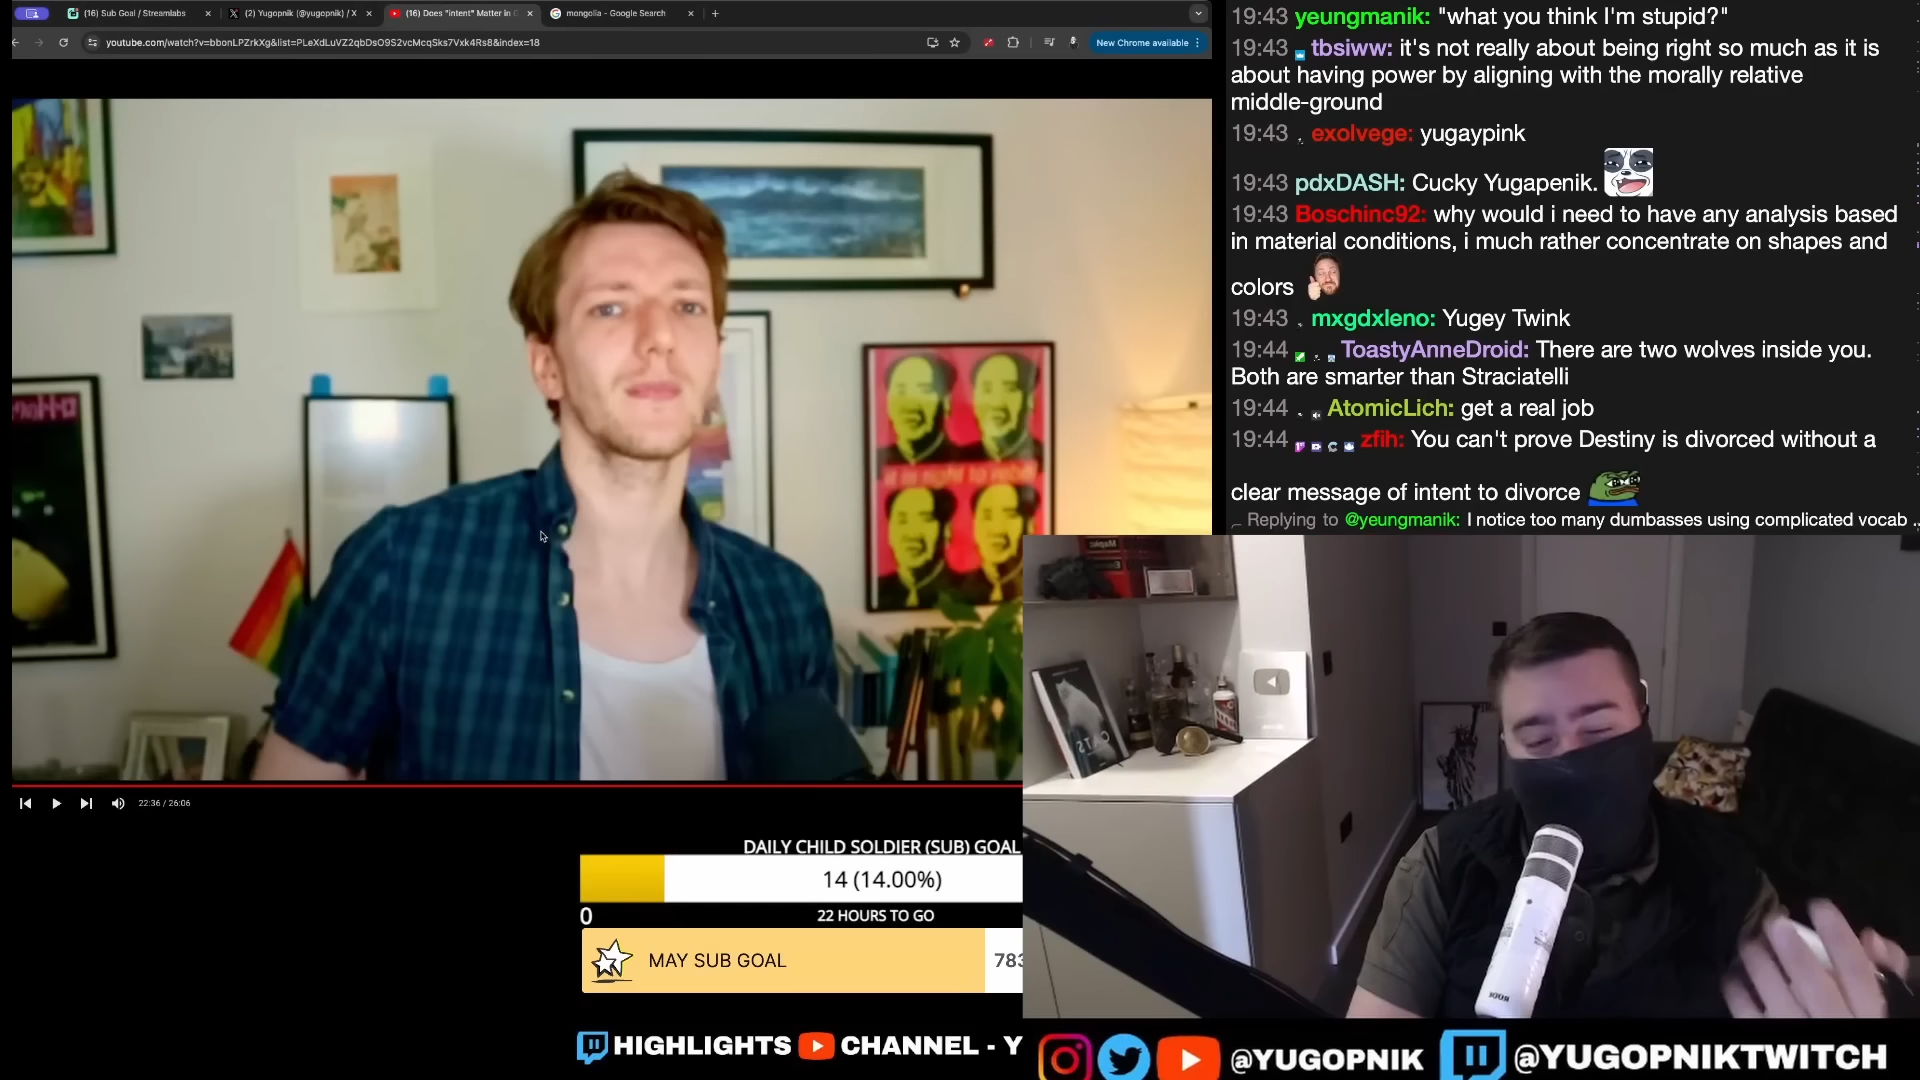 (16) Sub Goal / Streamlabs
(2) Yugopnik (@yugopnik) / X
(16) Does "intent" Matter in
mongolia - Google Search
youtube.com/watch?v=bbonLPZrkXg&list=PLeXdLuVZ2qbDsO9S2vcMcqSks7Vxk4Rs8&index=18
New Chrome available
19:43 yeungmanik: "what you think I'm stupid?"
19:43 tbsiww: it's not really about being right so much as it is
about having power by aligning with the morally relative
middle-ground
19:43 exolvege: yugaypink
19:43 pdxDASH: Cucky Yugapenik.
19:43 Boschinc92: why would i need to have any analysis based
in material conditions, i much rather concentrate on shapes and
colors
19:43 mxgdxleno: Yugey Twink
19:44 ToastyAnneDroid: There are two wolves inside you.
Both are smarter than Straciatelli
19:44 AtomicLich: get a real job
19:44 zfih: You can't prove Destiny is divorced without a
clear message of intent to divorce
Replying to @yeungmanik: I notice too many dumbasses using complicated vocab ..
CATS
22:36 / 26:06
DAILY CHILD SOLDIER (SUB) GOAL
14 (14.00%)
0
22 HOURS TO GO
MAY SUB GOAL
783
RODE
HIGHLIGHTS
CHANNEL - Y
@YUGOPNIK
@YUGOPNIKTWITCH